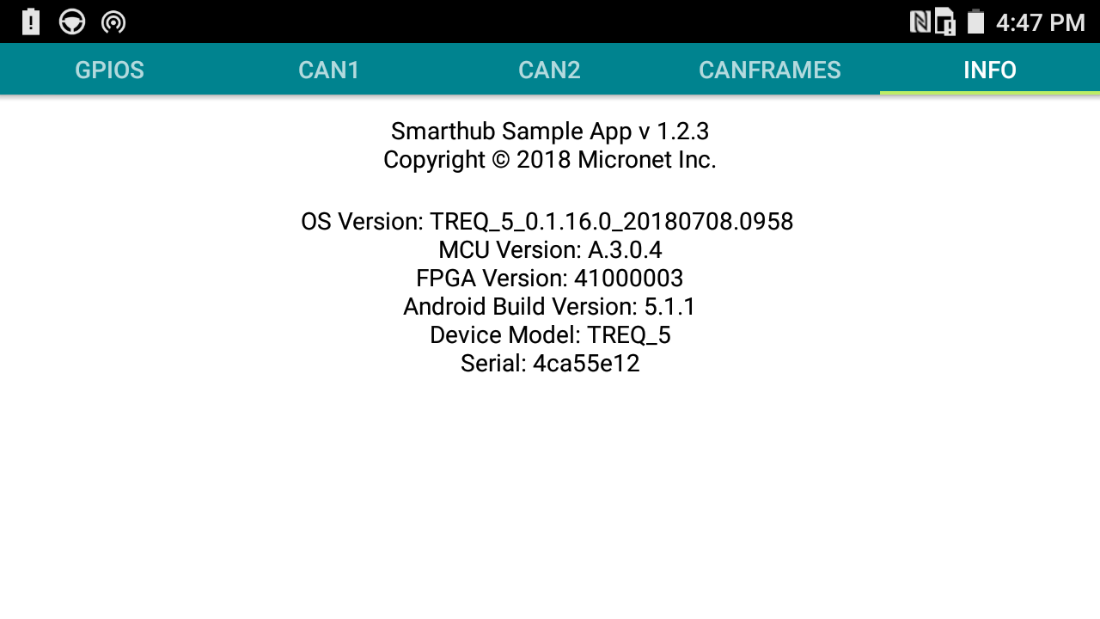 4:47 PM
GPIOS CAN1 CAN2 CANFRAMES INFO
Smarthub Sample App v 1.2.3
Copyright © 2018 Micronet Inc.
OS Version: TREQ_5_0.1.16.0_20180708.0958
MCU Version: A.3.0.4
FPGA Version: 41000003
Android Build Version: 5.1.1
Device Model: TREQ_5
Serial: 4ca55e12